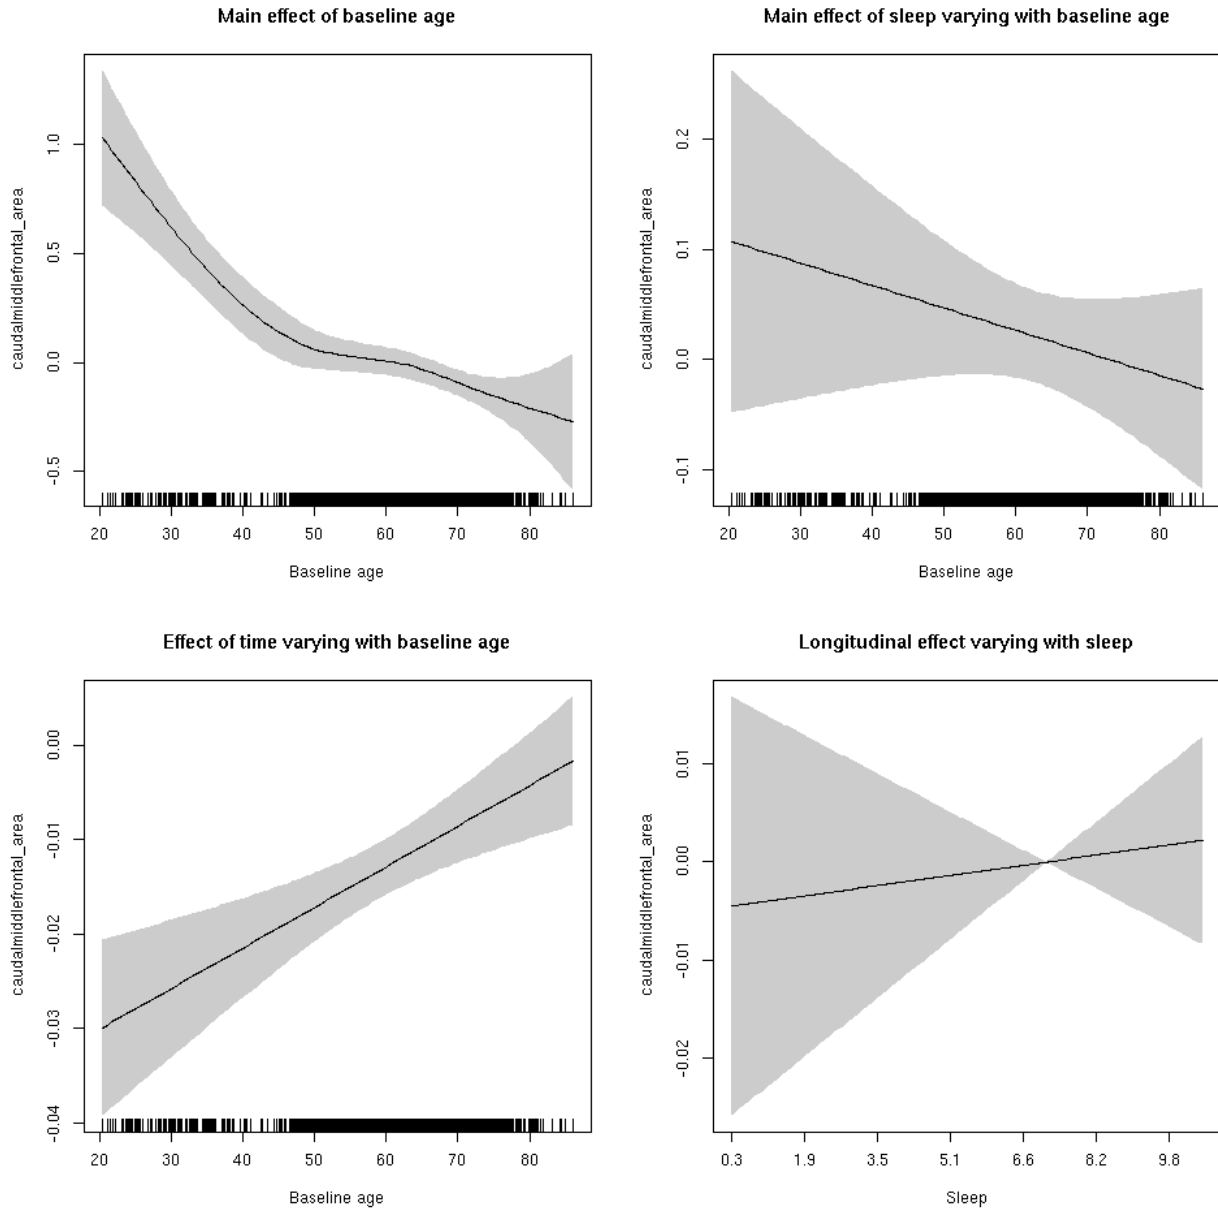 Main effect of baseline age
caudalmiddlefrontal_area
1.0
0.5
0.0
-0.5
20 30 40 50 60 70 80
Baseline age
Main effect of sleep varying with baseline age
caudalmiddlefrontal_area
0.2
0.1
0.0
-0.1
20 30 40 50 60 70 80
Baseline age
Effect of time varying with baseline age
caudalmiddlefrontal_area
0.00
-0.01
-0.02
-0.03
-0.04
20 30 40 50 60 70 80
Baseline age
Longitudinal effect varying with sleep
caudalmiddlefrontal_area
0.01
0.00
-0.01
-0.02
0.3 1.9 3.5 5.1 6.6 8.2 9.8
Sleep